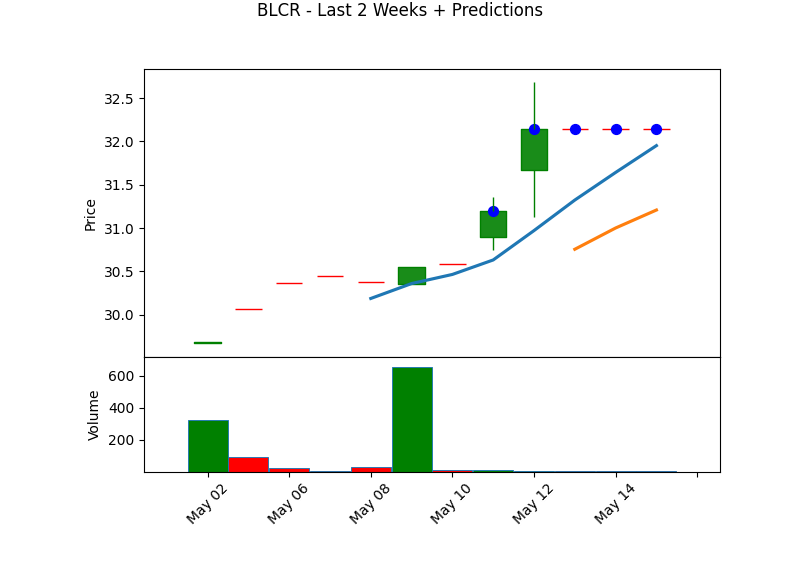 BLCR - Last 2 Weeks + Predictions
32.5
32.0
31.5
31.0
30.5
30.0
Price
600
400
200
Volume
May 02
May 06
May 08
May 10
May 12
May 14